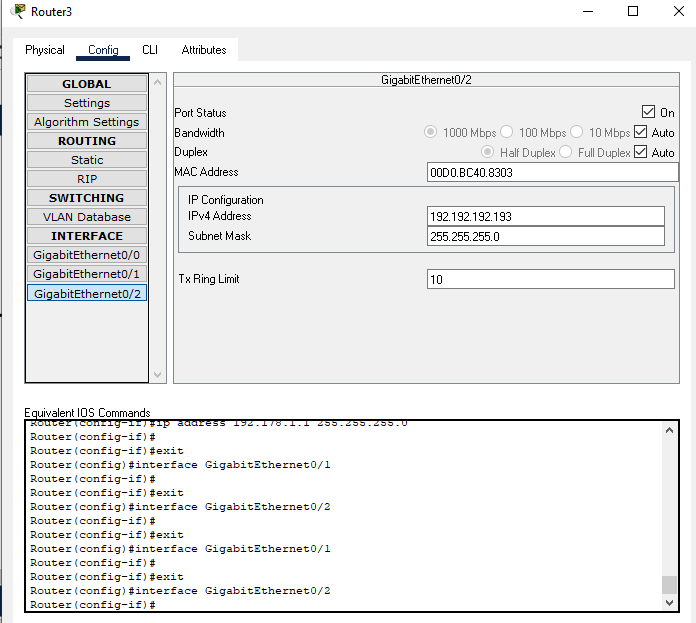 Router3
Physical Config CLI Attributes
GLOBAL
Settings
Algorithm Settings
ROUTING
Static
RIP
SWITCHING
VLAN Database
INTERFACE
GigabitEthernet0/0
GigabitEthernet0/1
GigabitEthernet0/2
GigabitEthernet0/2
Port Status On
Bandwidth 1000 Mbps 100 Mbps 10 Mbps Auto
Duplex Half Duplex Full Duplex Auto
MAC Address 00D0.BC40.8303
IP Configuration
IPv4 Address 192.192.192.193
Subnet Mask 255.255.255.0
Tx Ring Limit 10
Equivalent IOS Commands
Router(config-if)#ip address 192.178.1.1 255.255.255.0
Router(config-if)#
Router(config-if)#exit
Router(config)#interface GigabitEthernet0/1
Router(config-if)#
Router(config-if)#exit
Router(config)#interface GigabitEthernet0/2
Router(config-if)#
Router(config-if)#exit
Router(config)#interface GigabitEthernet0/1
Router(config-if)#
Router(config-if)#exit
Router(config)#interface GigabitEthernet0/2
Router(config-if)#